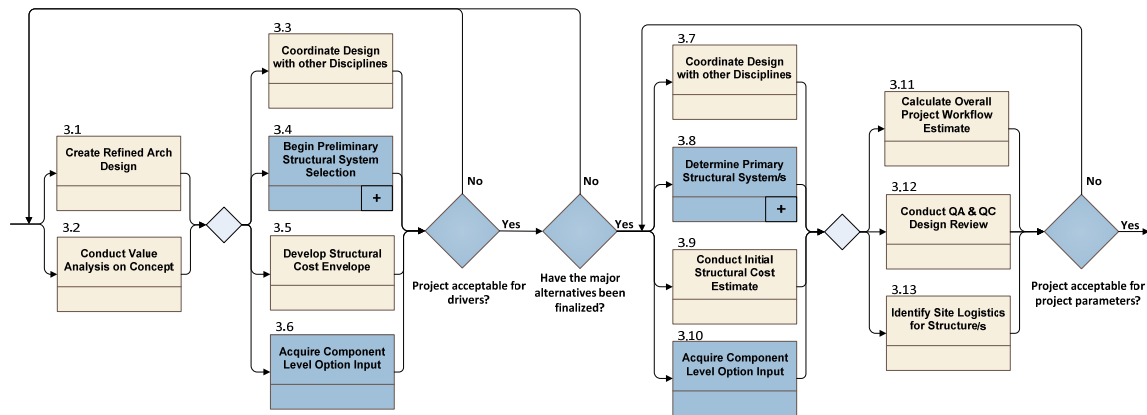 3.1
Create Refined Arch
Design
3.2
Conduct Value
Analysis on Concept
3.3
Coordinate Design
with other Disciplines
3.4
Begin Preliminary
Structural System
Selection
+
3.5
Develop Structural
Cost Envelope
3.6
Acquire Component
Level Option Input
No
Yes
Project acceptable for
drivers?
No
Yes
Have the major
alternatives been
finalized?
3.7
Coordinate Design
with other Disciplines
3.8
Determine Primary
Structural System/s
+
3.9
Conduct Initial
Structural Cost
Estimate
3.10
Acquire Component
Level Option Input
3.11
Calculate Overall
Project Workflow
Estimate
3.12
Conduct QA & QC
Design Review
3.13
Identify Site Logistics
for Structure/s
No
Yes
Project acceptable for
project parameters?